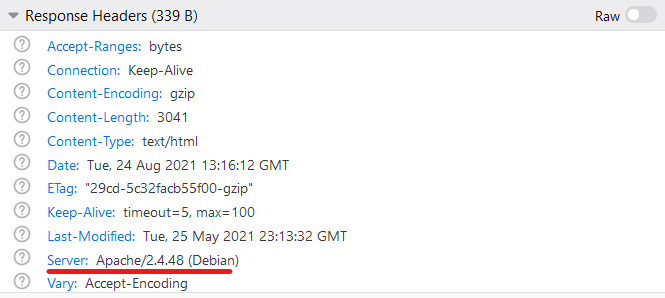 Response Headers (339 B) Raw
Accept-Ranges: bytes
Connection: Keep-Alive
Content-Encoding: gzip
Content-Length: 3041
Content-Type: text/html
Date: Tue, 24 Aug 2021 13:16:12 GMT
ETag: "29cd-5c32facb55f00-gzip"
Keep-Alive: timeout=5, max=100
Last-Modified: Tue, 25 May 2021 23:13:32 GMT
Server: Apache/2.4.48 (Debian)
Vary: Accept-Encoding